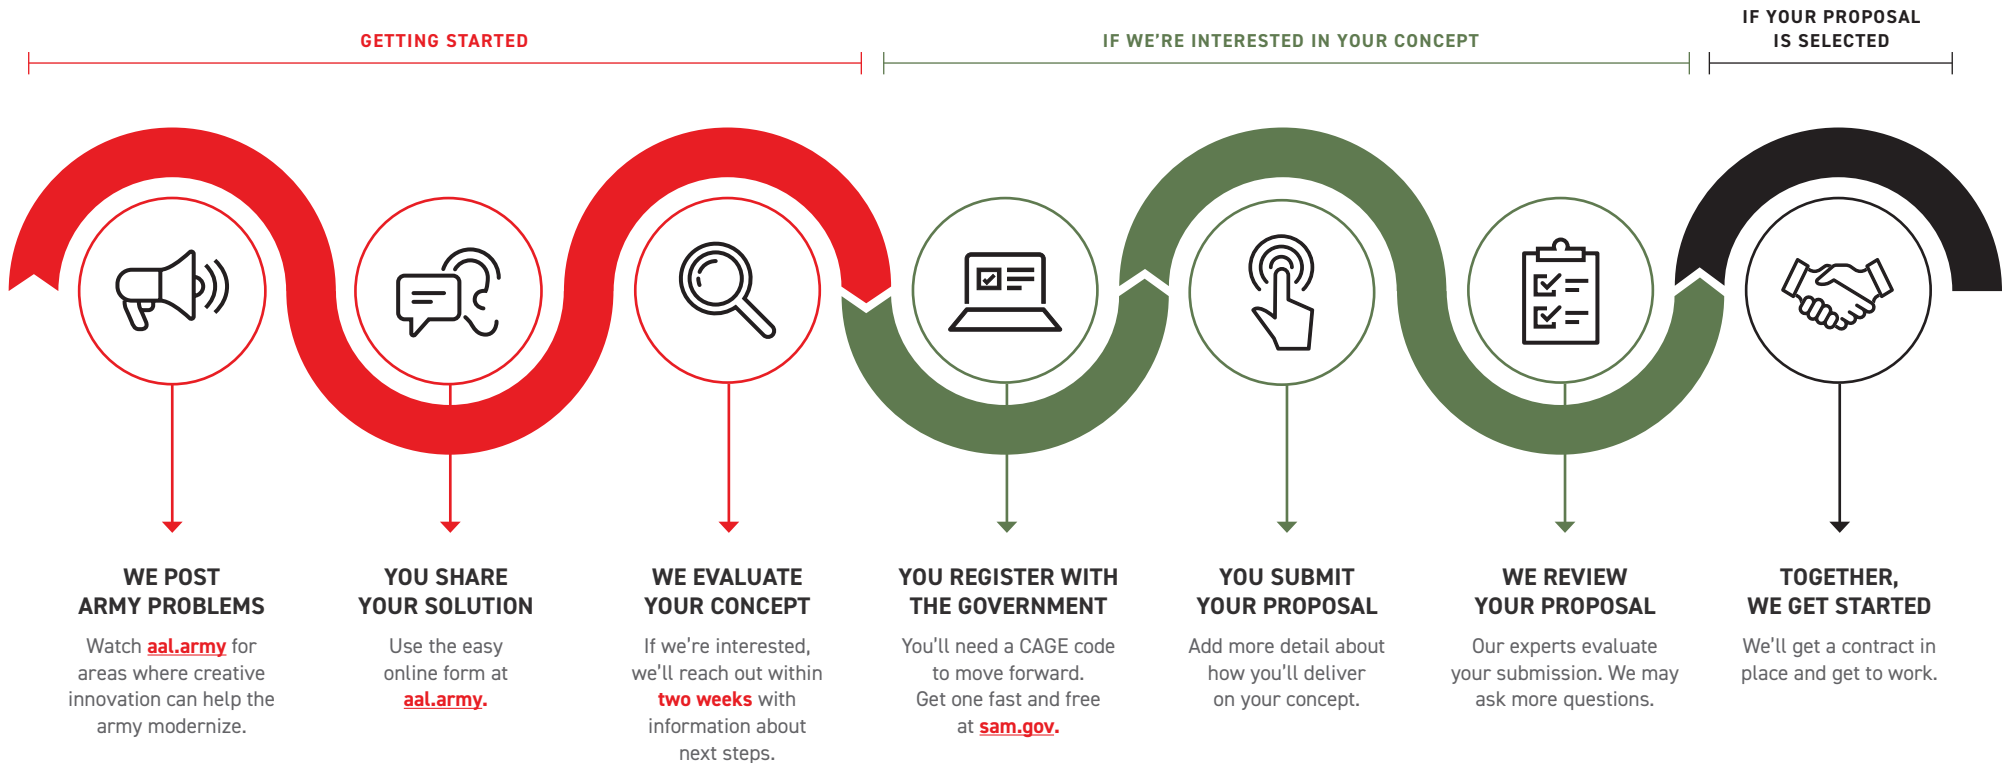 GETTING STARTED
IF WE’RE INTERESTED IN YOUR CONCEPT
IF YOUR PROPOSAL
IS SELECTED
WE POST
ARMY PROBLEMS
Watch aal.army for
areas where creative
innovation can help the
army modernize.
YOU SHARE
YOUR SOLUTION
Use the easy
online form at
aal.army.
WE EVALUATE
YOUR CONCEPT
If we’re interested,
we’ll reach out within
two weeks with
information about
next steps.
YOU REGISTER WITH
THE GOVERNMENT
You’ll need a CAGE code
to move forward.
Get one fast and free
at sam.gov.
YOU SUBMIT
YOUR PROPOSAL
Add more detail about
how you’ll deliver
on your concept.
WE REVIEW
YOUR PROPOSAL
Our experts evaluate
your submission. We may
ask more questions.
TOGETHER,
WE GET STARTED
We’ll get a contract in
place and get to work.